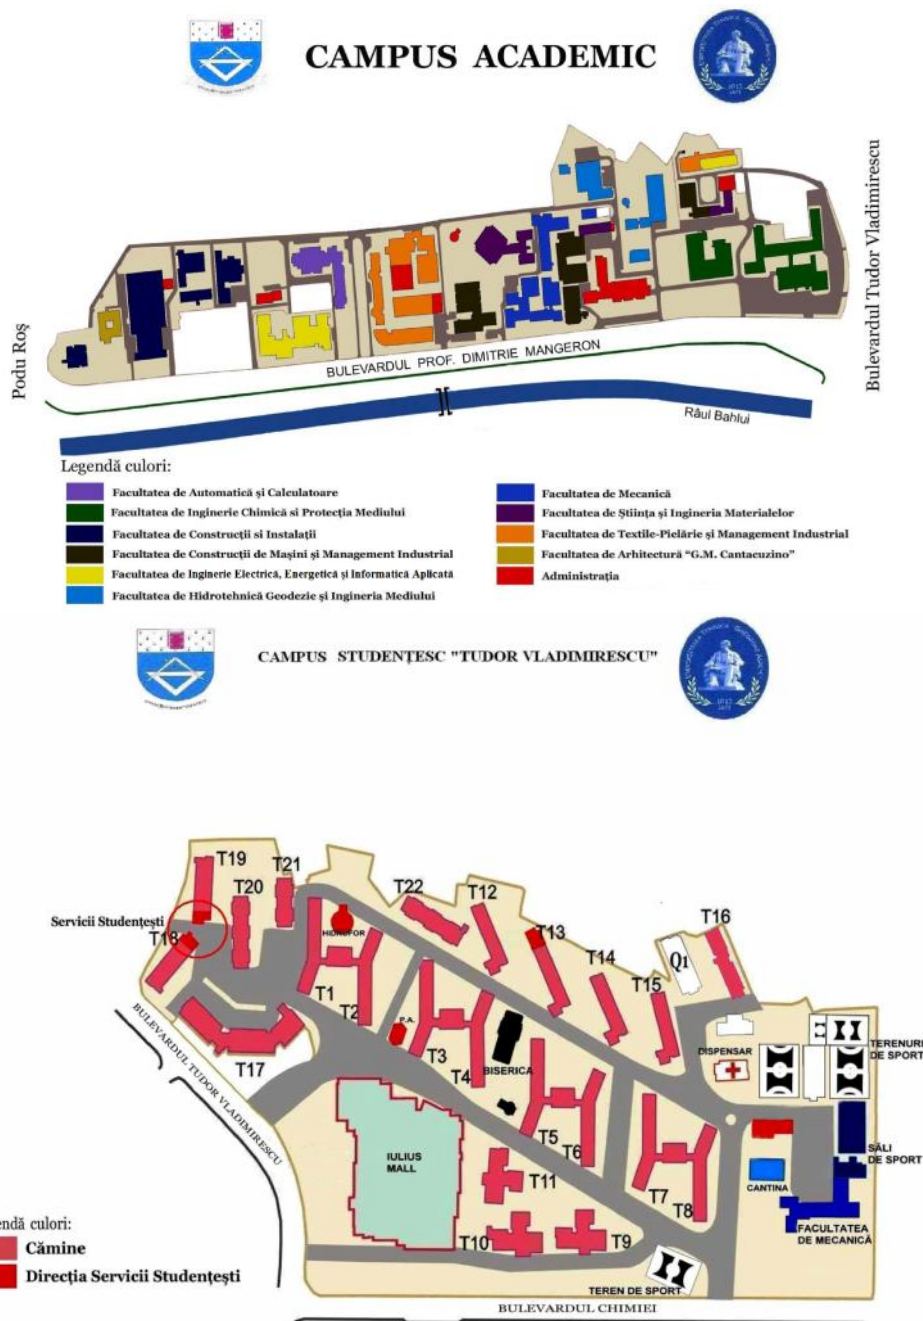 CAMPUS ACADEMIC
Bulevardul Tudor Vladimirescu
Podu Roș
BULEVARDUL PROF. DIMITRIE MANGERON
Râul Bahlui
Legendă culori:
Facultatea de Automatică și Calculatoare
Facultatea de Inginerie Chimică si Protecția Mediului
Facultatea de Construcții si Instalații
Facultatea de Construcții de Mașini și Management Industrial
Facultatea de Inginerie Electrică, Energetică și Informatică Aplicată
Facultatea de Hidrotehnică Geodezie și Ingineria Mediului
Facultatea de Mecanică
Facultatea de Știința și Ingineria Materialelor
Facultatea de Textile-Pielărie și Management Industrial
Facultatea de Arhitectură “G.M. Cantacuzino”
Administrația
CAMPUS STUDENȚESC "TUDOR VLADIMIRESCU"
T19
T21
T20
T22
T12
Servicii Studențești
T18
HIDROFOR
T13
T16
T14
Q1
T15
T1
T2
P.A.
T3
T4
BISERICA
DISPENSAR
TERENURI
DE SPORT
BULEVARDUL TUDOR VLADIMIRESCU
T17
T5
T6
IULIUS
MALL
T11
T7
T8
CANTINA
SĂLI
DE SPORT
FACULTATEA
DE MECANICĂ
T10
T9
TEREN DE SPORT
endă culori:
Cămine
Direcția Servicii Studențești
BULEVARDUL CHIMIEI